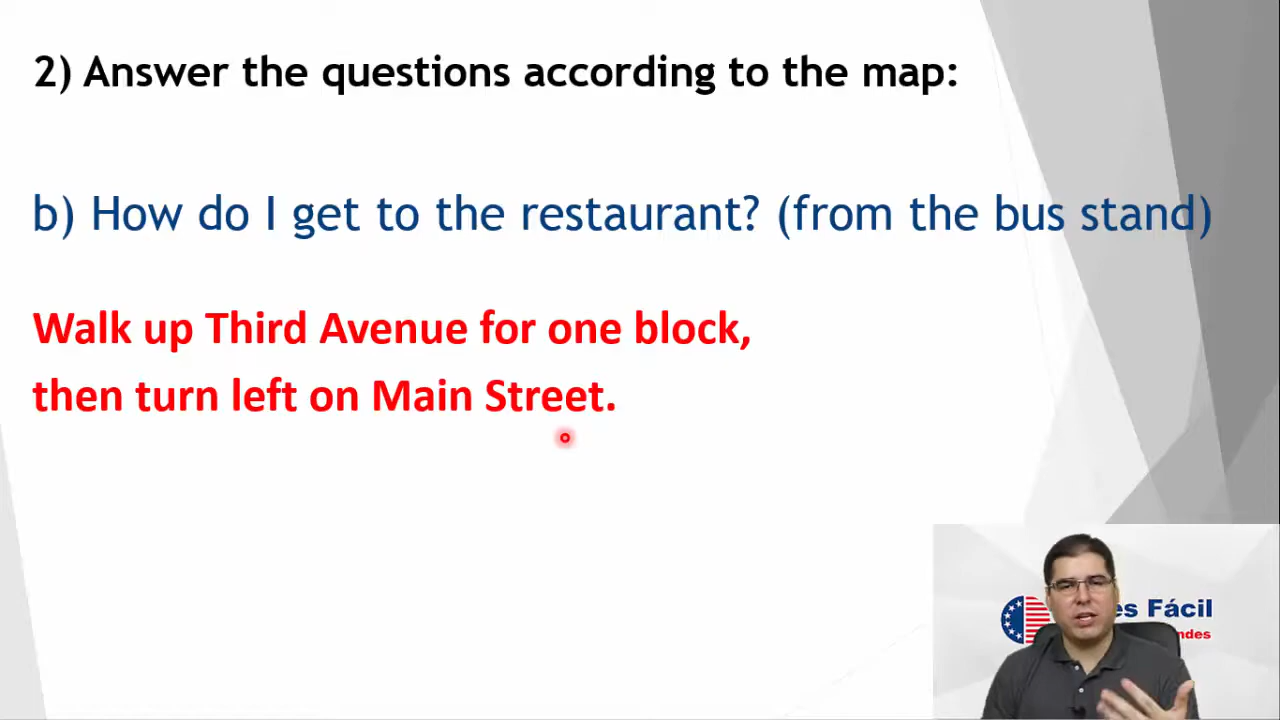 2) Answer the questions according to the map:
b) How do I get to the restaurant? (from the bus stand)
Walk up Third Avenue for one block,
then turn left on Main Street.
Fácil